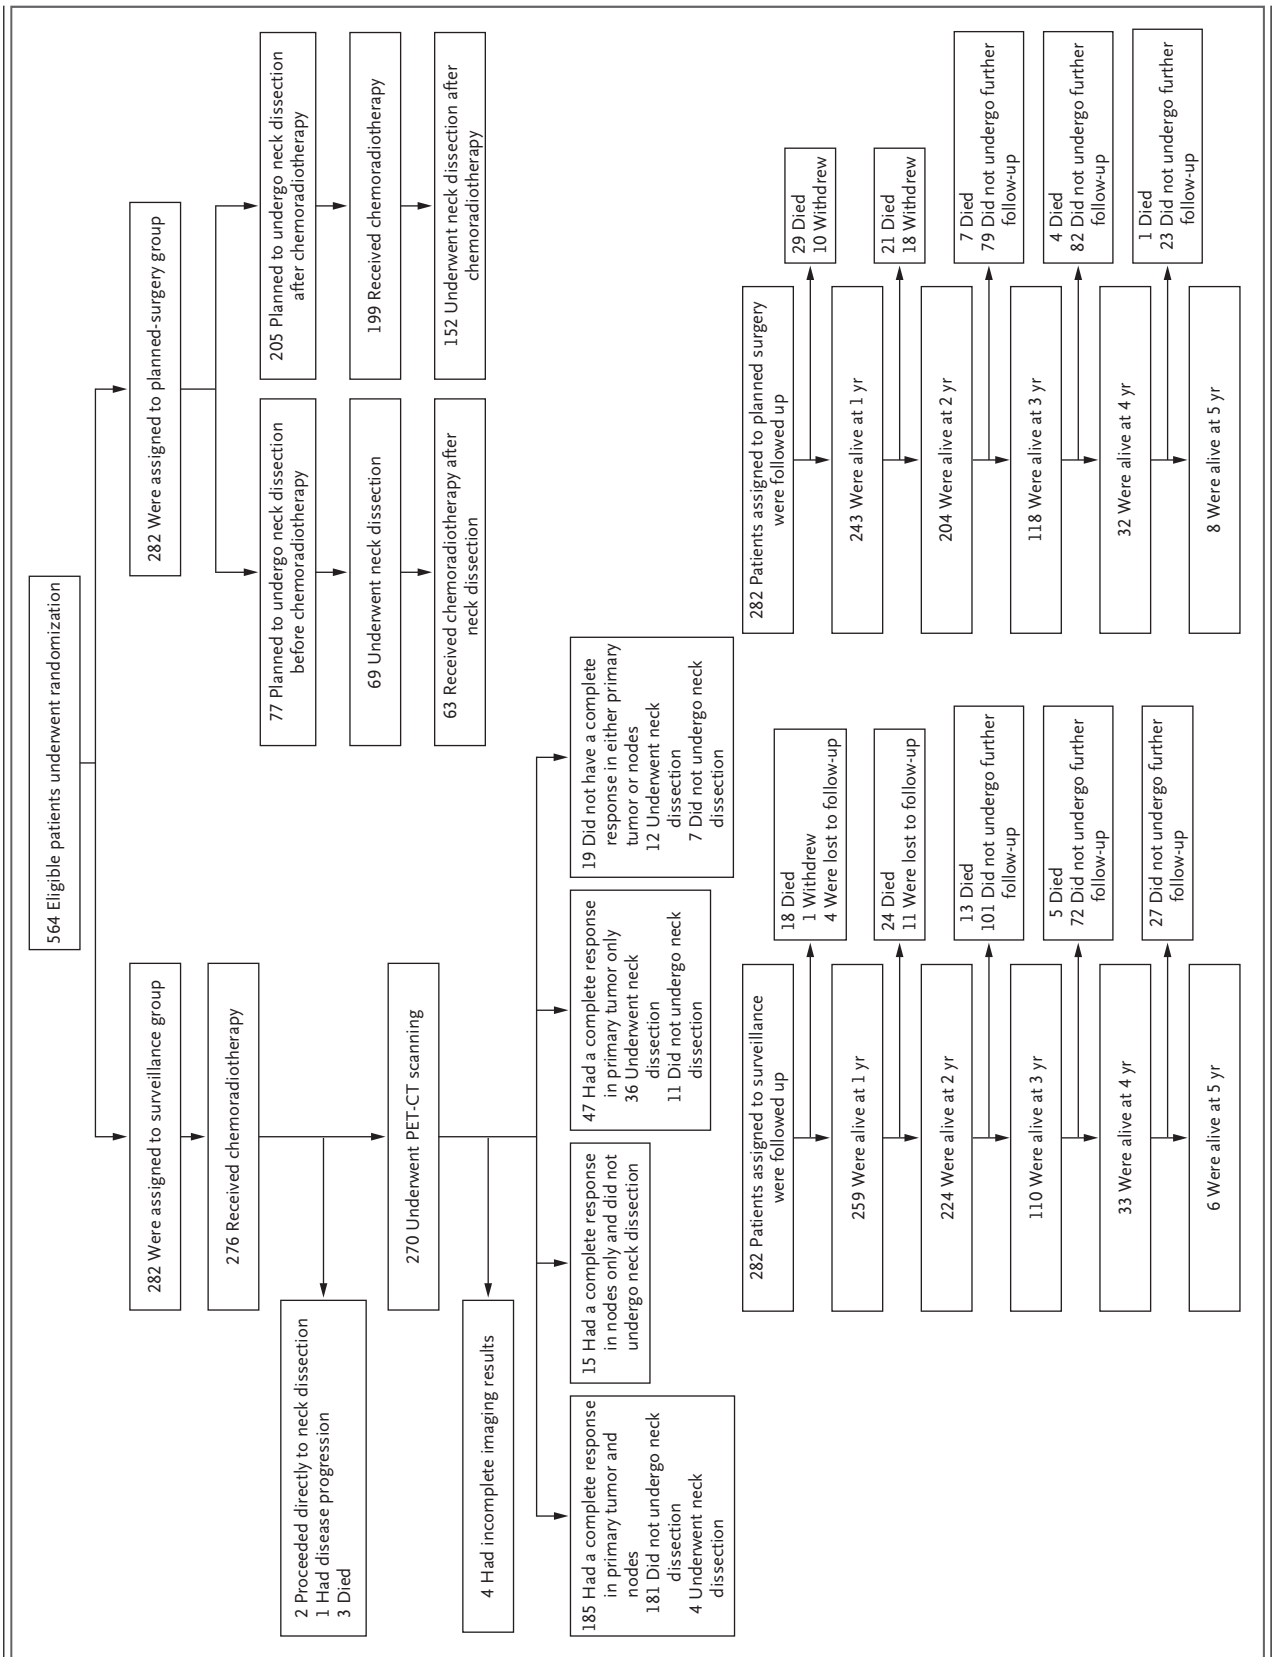 564 Eligible patients underwent randomization
282 Were assigned to surveillance group
282 Were assigned to planned-surgery group
276 Received chemoradiotherapy
2 Proceeded directly to neck dissection
1 Had disease progression
3 Died
270 Underwent PET-CT scanning
4 Had incomplete imaging results
185 Had a complete response
in primary tumor and
nodes
181 Did not undergo neck
dissection
4 Underwent neck
dissection
15 Had a complete response
in nodes only and did not
undergo neck dissection
47 Had a complete response
in primary tumor only
36 Underwent neck
dissection
11 Did not undergo neck
dissection
19 Did not have a complete
response in either primary
tumor or nodes
12 Underwent neck
dissection
7 Did not undergo neck
dissection
77 Planned to undergo neck dissection
before chemoradiotherapy
69 Underwent neck dissection
63 Received chemoradiotherapy after
neck dissection
205 Planned to undergo neck dissection
after chemoradiotherapy
199 Received chemoradiotherapy
152 Underwent neck dissection after
chemoradiotherapy
282 Patients assigned to surveillance
were followed up
18 Died
1 Withdrew
4 Were lost to follow-up
259 Were alive at 1 yr
24 Died
11 Were lost to follow-up
224 Were alive at 2 yr
13 Died
101 Did not undergo further
follow-up
110 Were alive at 3 yr
5 Died
72 Did not undergo further
follow-up
33 Were alive at 4 yr
27 Did not undergo further
follow-up
6 Were alive at 5 yr
282 Patients assigned to planned surgery
were followed up
29 Died
10 Withdrew
243 Were alive at 1 yr
21 Died
18 Withdrew
204 Were alive at 2 yr
7 Died
79 Did not undergo further
follow-up
118 Were alive at 3 yr
4 Died
82 Did not undergo further
follow-up
32 Were alive at 4 yr
1 Died
23 Did not undergo further
follow-up
8 Were alive at 5 yr